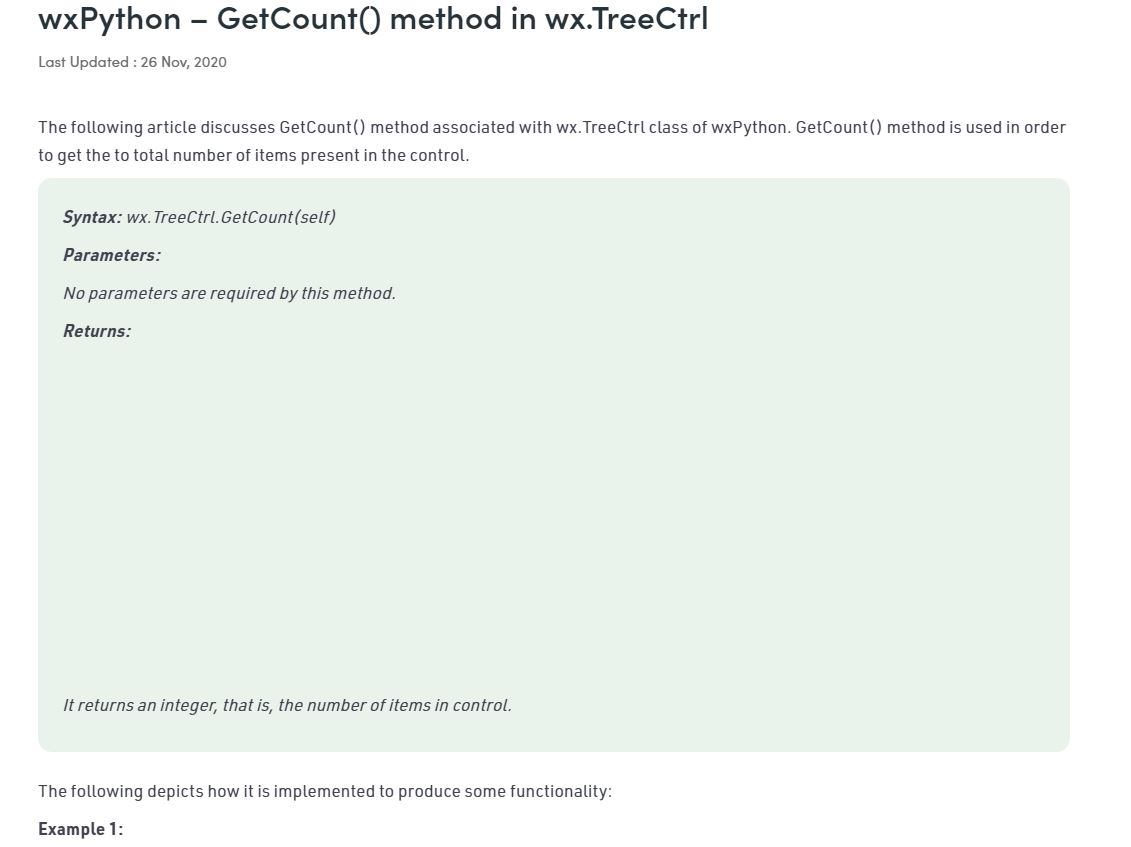 wxPython – GetCount() method in wx.TreeCtrl
Last Updated : 26 Nov, 2020
The following article discusses GetCount() method associated with wx.TreeCtrl class of wxPython. GetCount() method is used in order
to get the to total number of items present in the control.
Syntax: wx.TreeCtrl.GetCount(self)
Parameters:
No parameters are required by this method.
Returns:
It returns an integer, that is, the number of items in control.
The following depicts how it is implemented to produce some functionality:
Example 1: